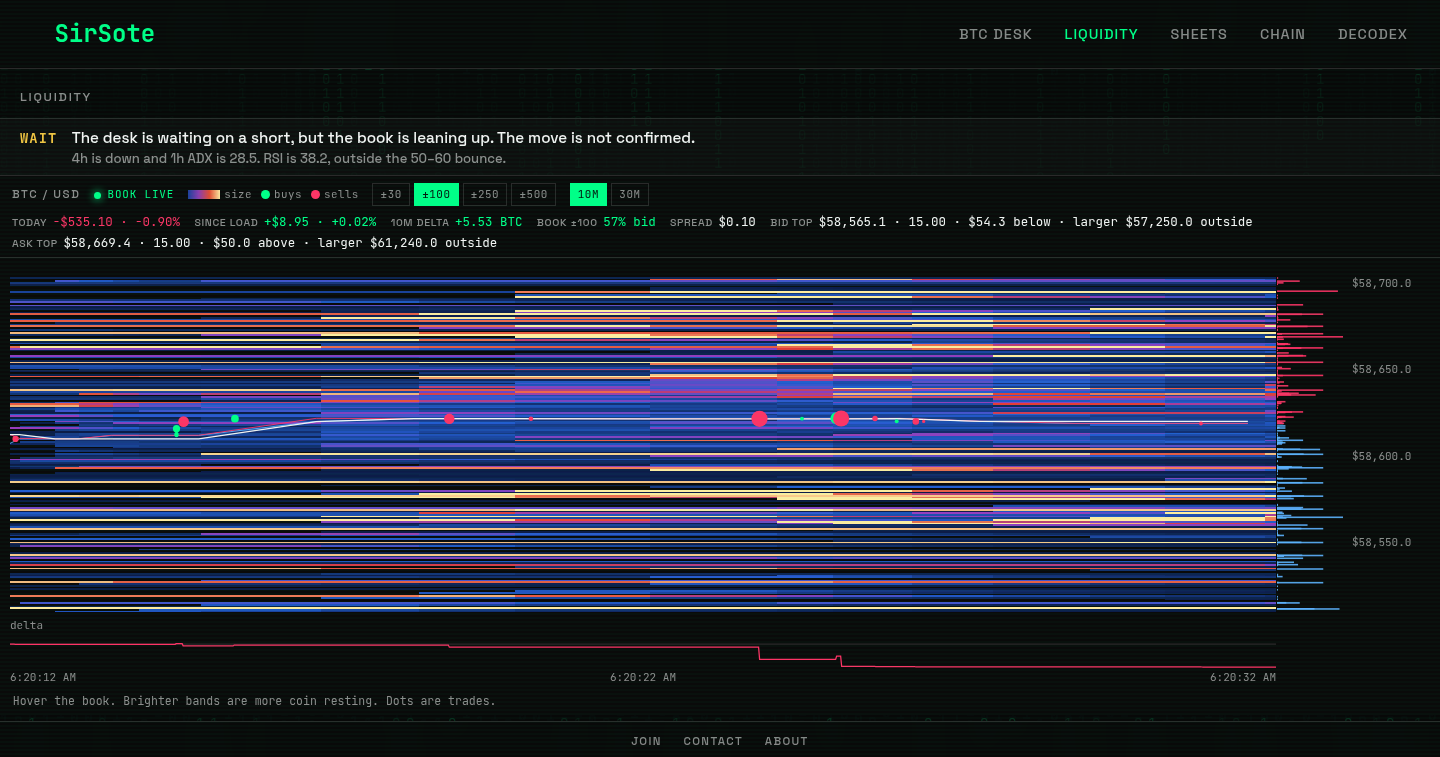 SirSote
BTC DESK LIQUIDITY SHEETS CHAIN DECODEX
LIQUIDITY
WAIT The desk is waiting on a short, but the book is leaning up. The move is not confirmed.
4h is down and 1h ADX is 28.5. RSI is 38.2, outside the 50–60 bounce.
BTC / USD BOOK LIVE size buys sells ±30 ±100 ±250 ±500 10M 30M
TODAY -$535.10 · -0.90% SINCE LOAD +$8.95 · +0.02% 10M DELTA +5.53 BTC BOOK ±100 57% bid SPREAD $0.10 BID TOP $58,565.1 · 15.00 · $54.3 below · larger $57,250.0 outside
ASK TOP $58,669.4 · 15.00 · $50.0 above · larger $61,240.0 outside
$58,700.0
$58,650.0
$58,600.0
$58,550.0
delta
6:20:12 AM 6:20:22 AM 6:20:32 AM
Hover the book. Brighter bands are more coin resting. Dots are trades.
JOIN CONTACT ABOUT